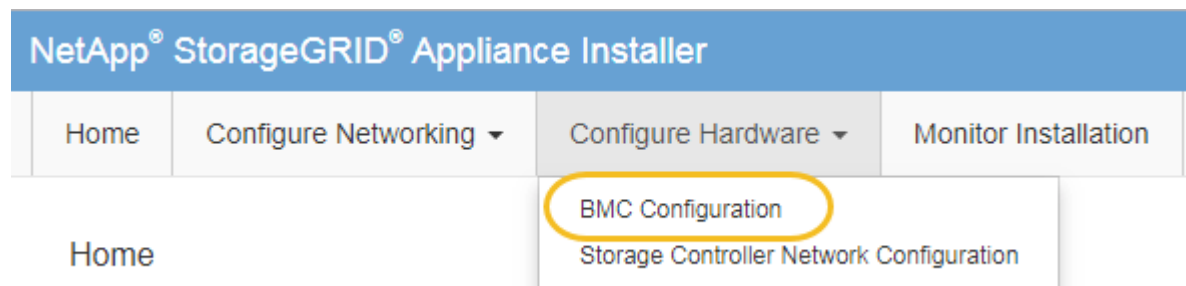 NetApp® StorageGRID® Appliance Installer
Home Configure Networking Configure Hardware Monitor Installation
BMC Configuration
Home
Storage Controller Network Configuration